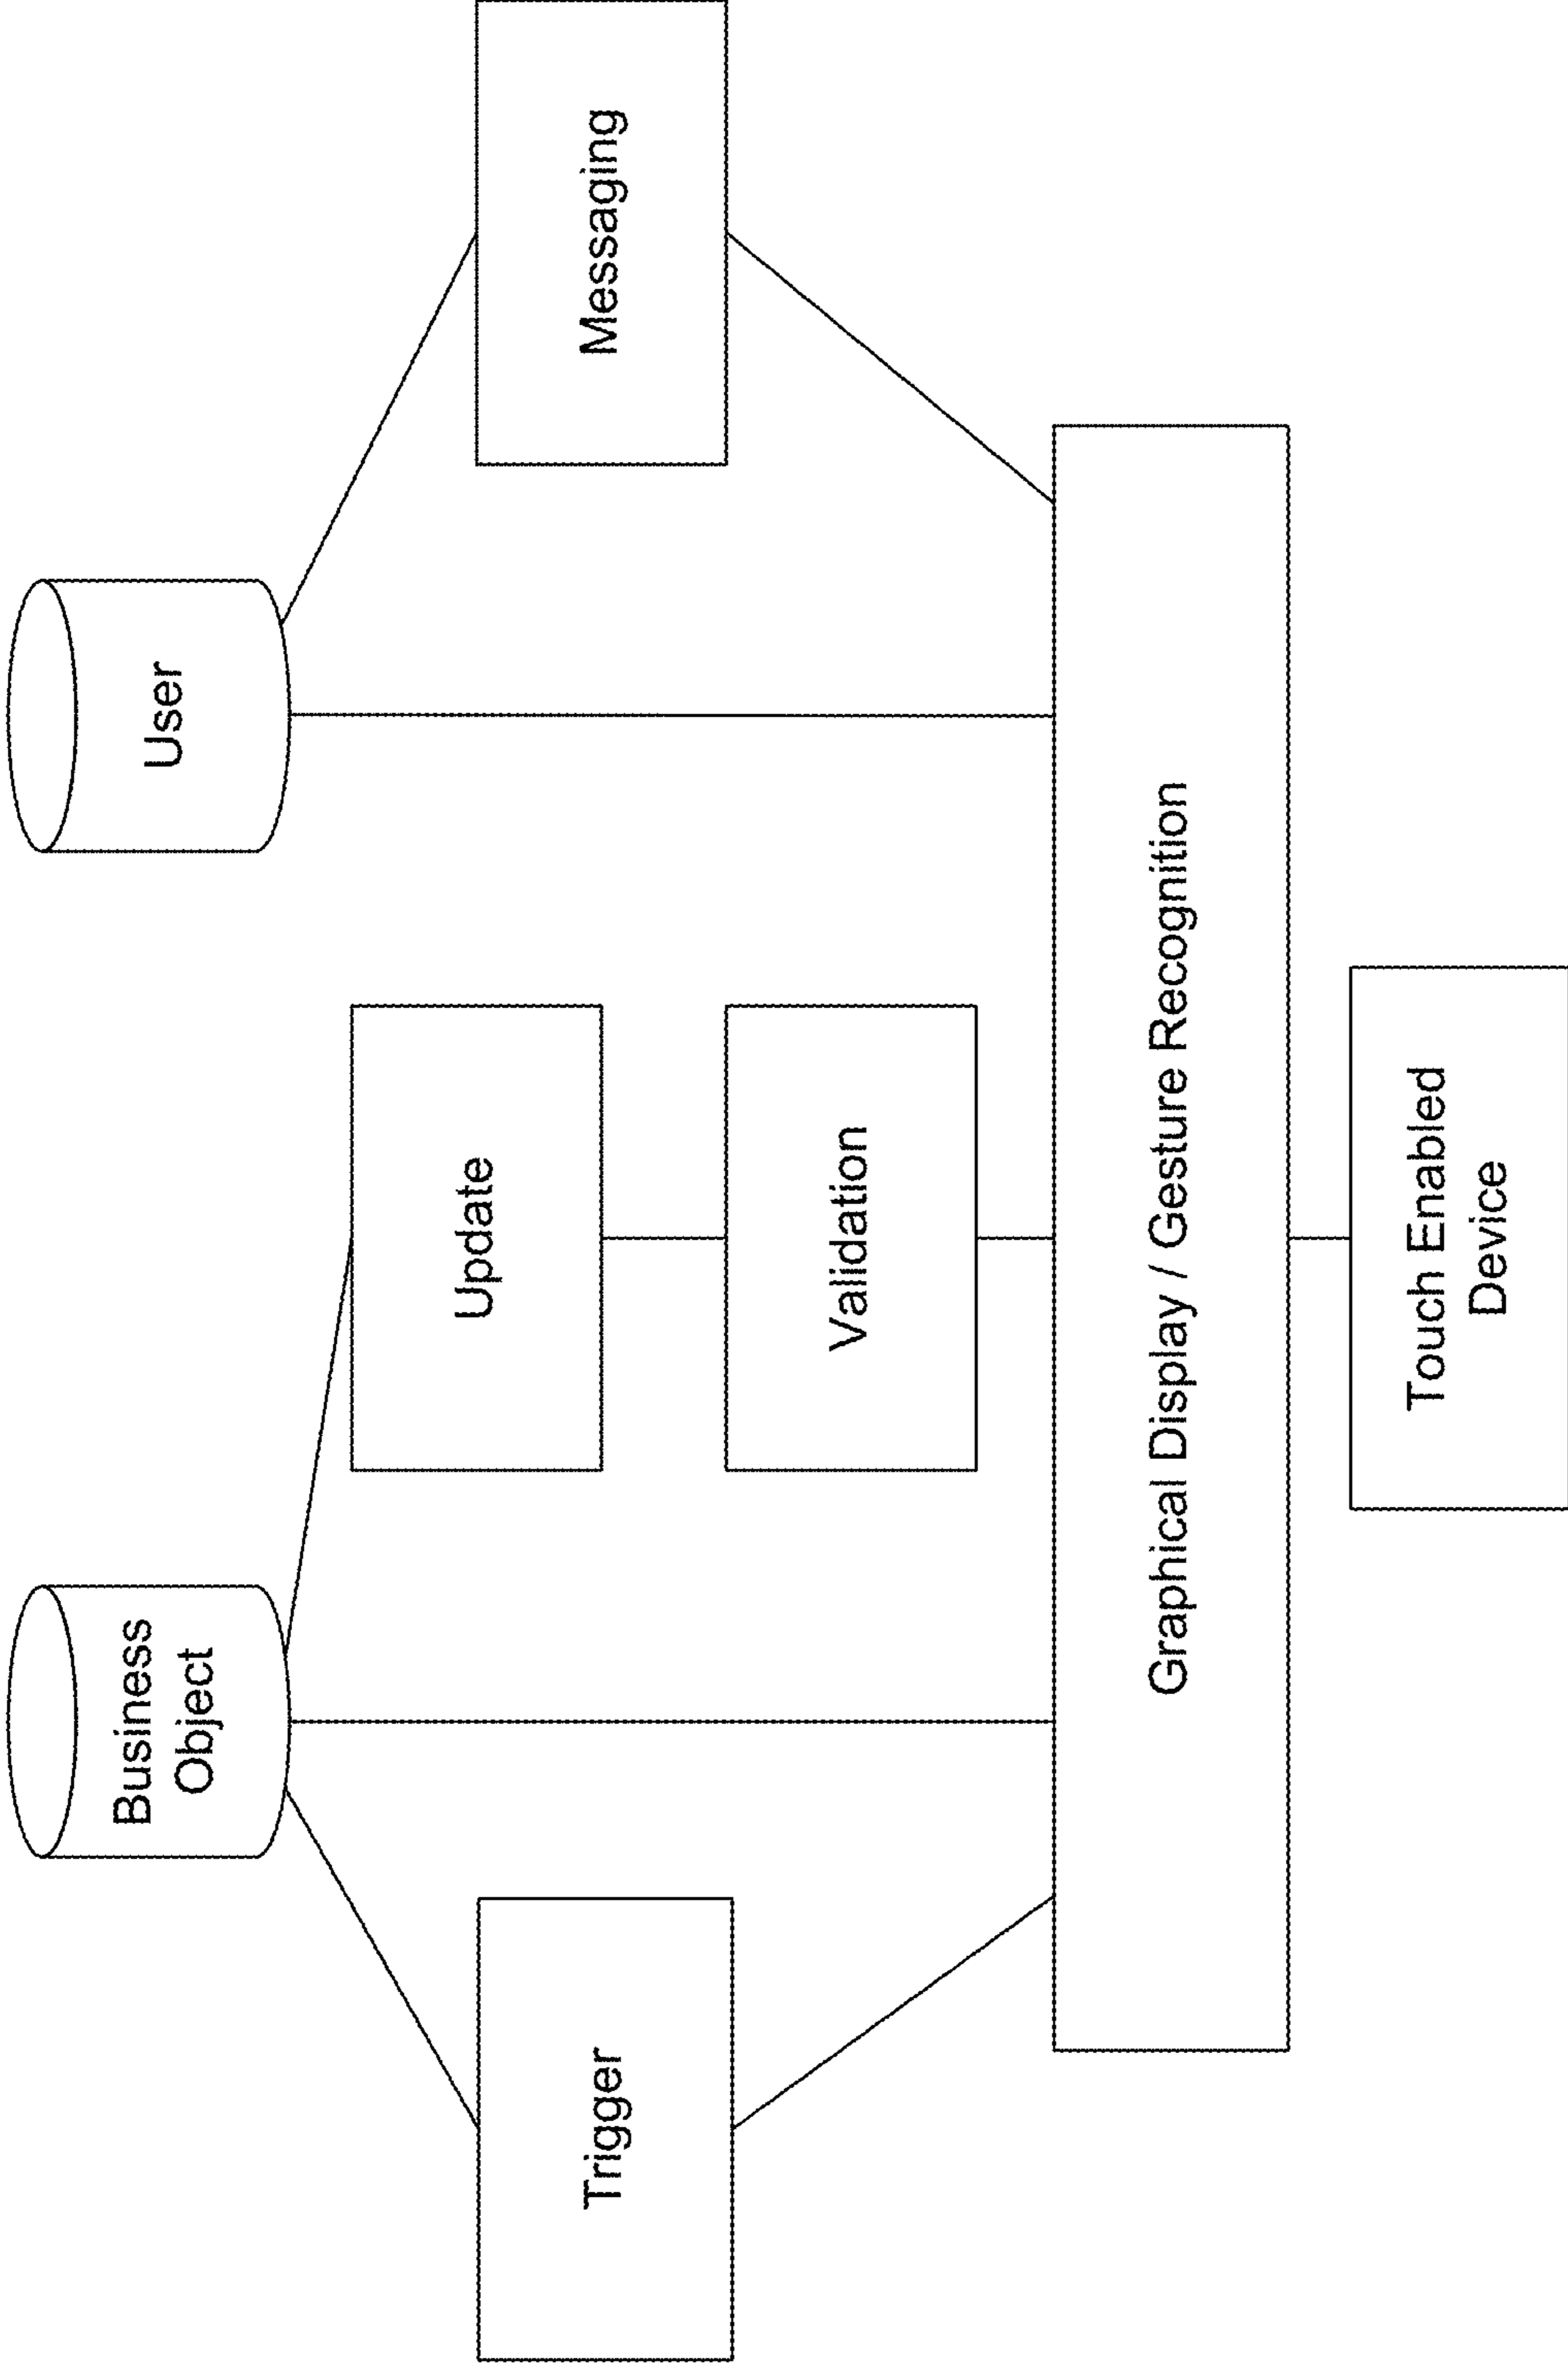 Business
Object
User
Trigger
Update
Messaging
Validation
Graphical Display / Gesture Recognition
Touch Enabled
Device